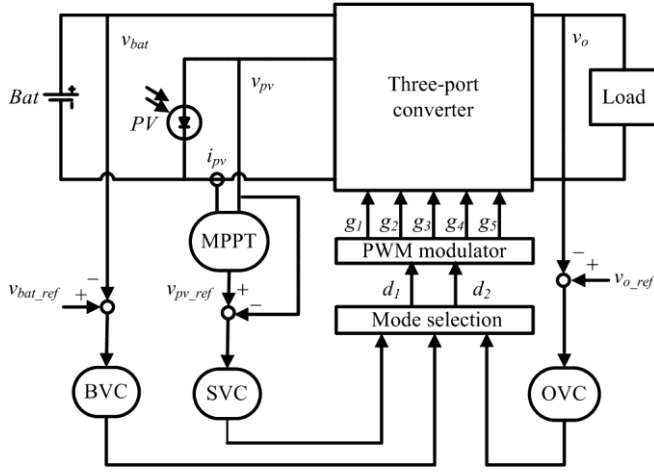 v_bat
v_o
Bat
v_pv
PV
Three-port
converter
Load
i_pv
MPPT
g_1 g_2 g_3 g_4 g_5
PWM modulator
− + v_bat_ref
v_pv_ref + −
d_1 d_2
− + v_o_ref
Mode selection
BVC
SVC
OVC